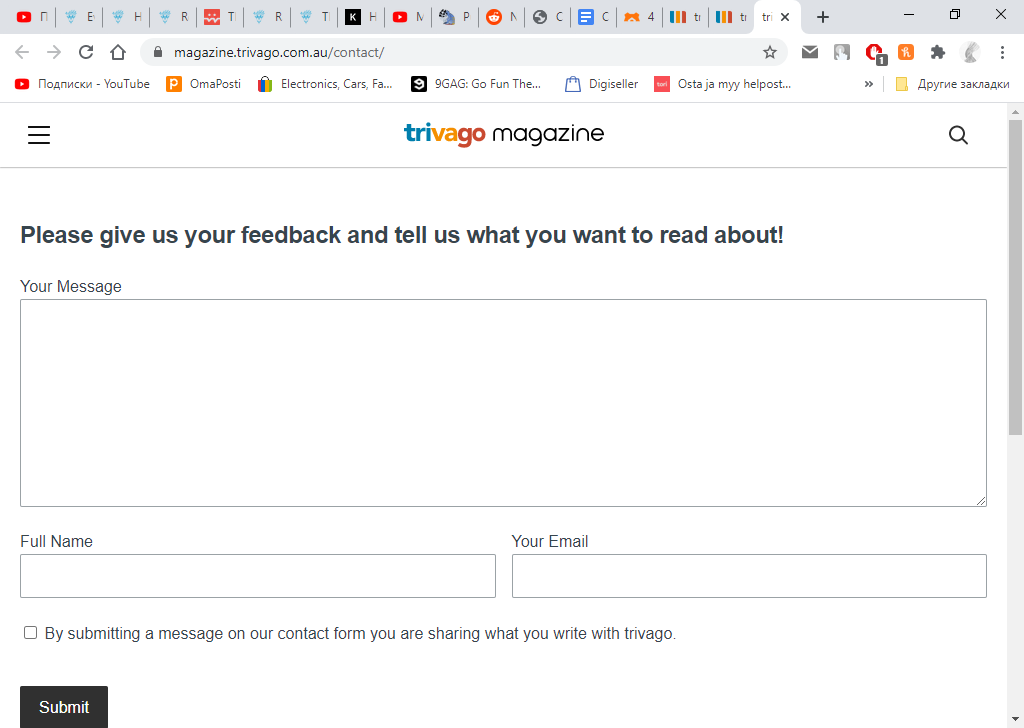 П E H R T R T H M P N C C 4 tr tr tri
magazine.trivago.com.au/contact/
1
Подписки - YouTube OmaPosti Electronics, Cars, Fa... 9GAG: Go Fun The... Digiseller tori Osta ja myy helpost... » Другие закладки
trivago magazine
Please give us your feedback and tell us what you want to read about!
Your Message
Full Name Your Email
By submitting a message on our contact form you are sharing what you write with trivago.
Submit